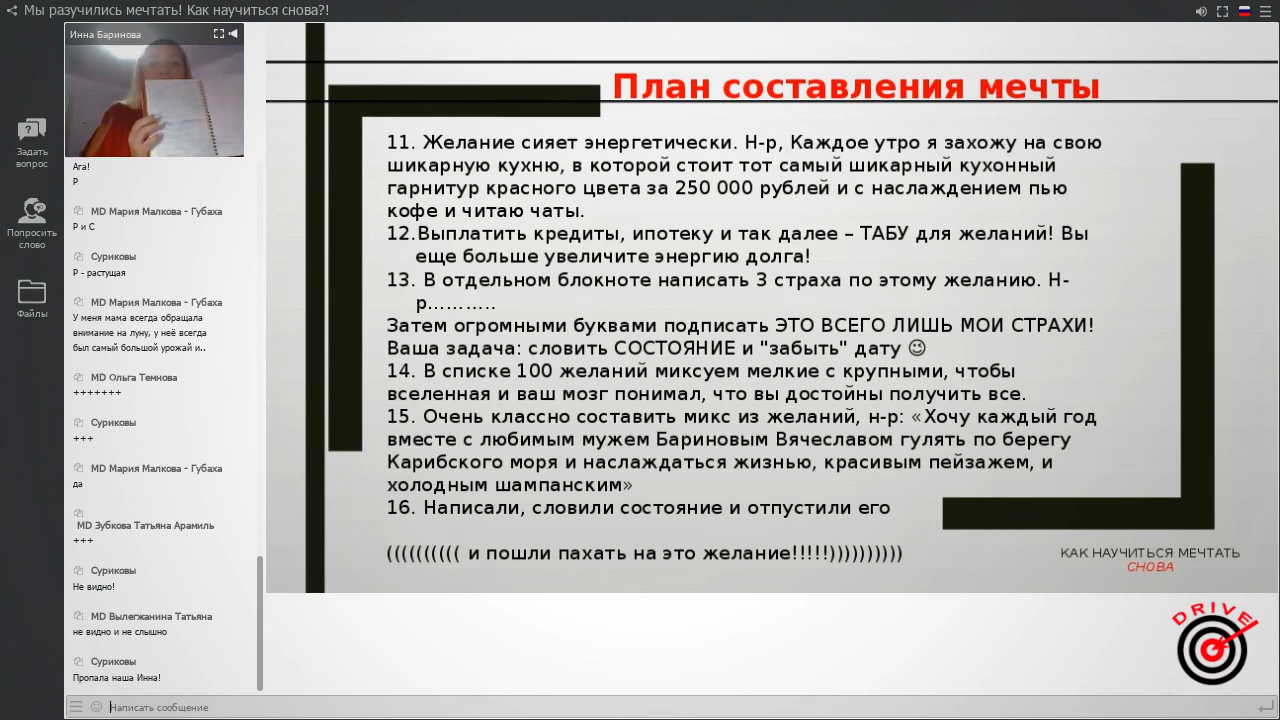 Мы разучились мечтать! Как научиться снова?!
Инна Баринова
Задать
вопрос
Попросить
слово
Файлы
Ага!
Р
MD Мария Малкова - Губаха
Р и С
Суриковы
Р - растущая
MD Мария Малкова - Губаха
У меня мама всегда обращала
внимание на луну, у неё всегда
был самый большой урожай и..
MD Ольга Темнова
+++++++
Суриковы
+++
MD Мария Малкова - Губаха
да
MD Зубкова Татьяна Арамиль
+++
Суриковы
Не видно!
MD Вылегжанина Татьяна
не видно и не слышно
Суриковы
Пропала наша Инна!
Написать сообщение
План составления мечты
11. Желание сияет энергетически. Н-р, Каждое утро я захожу на свою
шикарную кухню, в которой стоит тот самый шикарный кухонный
гарнитур красного цвета за 250 000 рублей и с наслаждением пью
кофе и читаю чаты.
12.Выплатить кредиты, ипотеку и так далее – ТАБУ для желаний! Вы
еще больше увеличите энергию долга!
13. В отдельном блокноте написать 3 страха по этому желанию. Н-
р………..
Затем огромными буквами подписать ЭТО ВСЕГО ЛИШЬ МОИ СТРАХИ!
Ваша задача: словить СОСТОЯНИЕ и "забыть" дату ☺
14. В списке 100 желаний миксуем мелкие с крупными, чтобы
вселенная и ваш мозг понимал, что вы достойны получить все.
15. Очень классно составить микс из желаний, н-р: «Хочу каждый год
вместе с любимым мужем Бариновым Вячеславом гулять по берегу
Карибского моря и наслаждаться жизнью, красивым пейзажем, и
холодным шампанским»
16. Написали, словили состояние и отпустили его
(((((((((( и пошли пахать на это желание!!!!!))))))))))
КАК НАУЧИТЬСЯ МЕЧТАТЬ
СНОВА
DRIVE